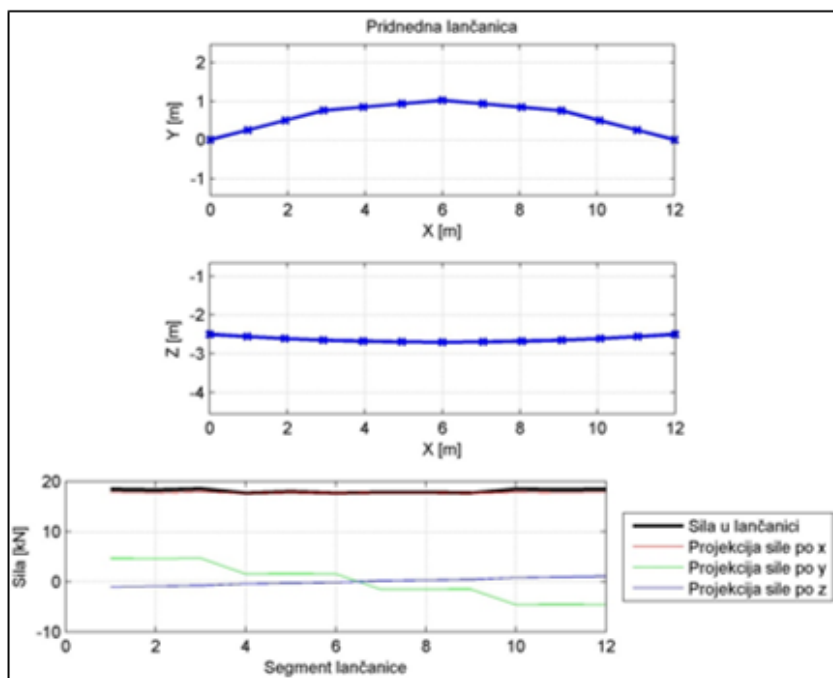 Pridnedna lančanica
2
1
0
-1
Y [m]
0 2 4 6 8 10 12
X [m]
-1
-2
-3
-4
Z [m]
0 2 4 6 8 10 12
X [m]
20
10
0
-10
Sila [kN]
0 2 4 6 8 10 12
Segment lančanice
Sila u lančanici
Projekcija sile po x
Projekcija sile po y
Projekcija sile po z